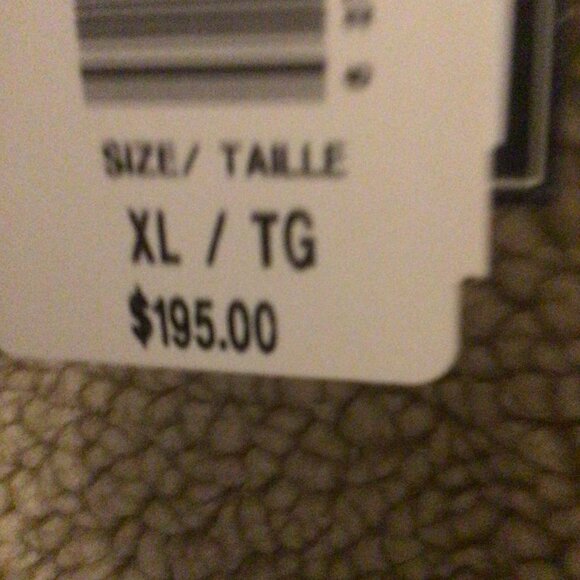 SIZE/ TAILLE
XL / TG
$195.00